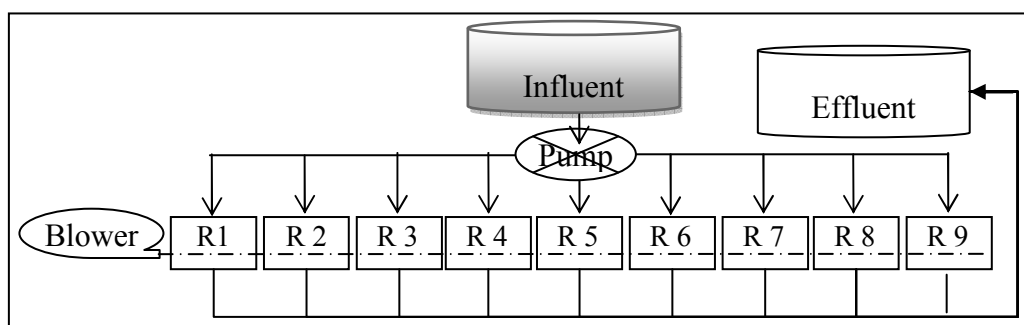 Influent
Effluent
Pump
Blower
R1
R 2
R 3
R 4
R 5
R 6
R 7
R 8
R 9